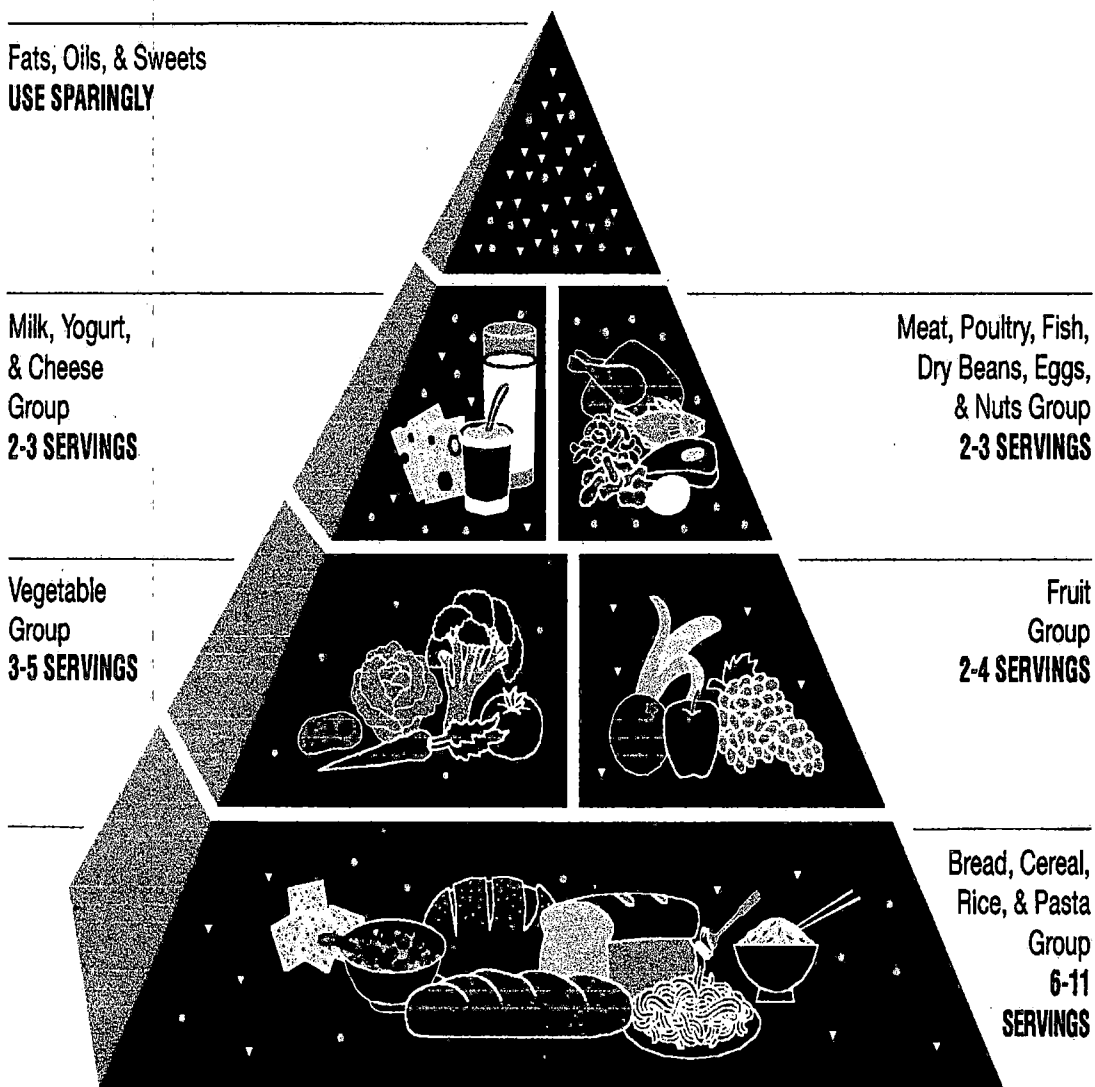 Fats, Oils, & Sweets
USE SPARINGLY
Milk, Yogurt,
& Cheese
Group
2-3 SERVINGS
Meat, Poultry, Fish,
Dry Beans, Eggs,
& Nuts Group
2-3 SERVINGS
Vegetable
Group
3-5 SERVINGS
Fruit
Group
2-4 SERVINGS
Bread, Cereal,
Rice, & Pasta
Group
6-11
SERVINGS